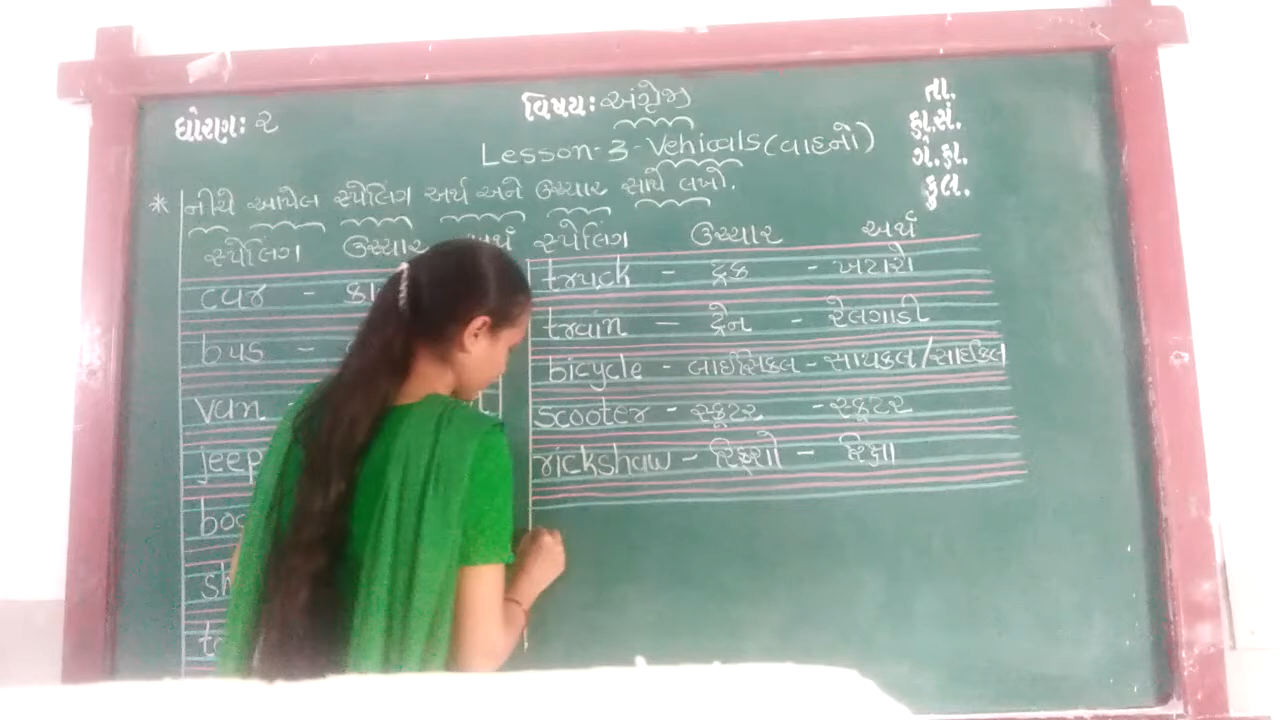 ધોરણ: ૨
વિષય: અંગ્રેજી
તા.
હા.સં.
ગે.હા.
કુલ.
Lesson-3-Vehicals (વાહનો)
* નીચે આપેલ સ્પેલિંગ અર્થ અને ઉચ્ચાર સાથે લખો.
સ્પેલિંગ ઉચ્ચાર અર્થ
car -
bus -
van -
jeep
સ્પેલિંગ ઉચ્ચાર અર્થ
truck - ટ્રક - ખટારો
train - ટ્રેન - રેલગાડી
bicycle - બાઈસિકલ - સાયકલ/સાઈકિલ
scooter - સ્કૂટર - સ્કૂટર
rickshaw - રિક્શો - રિક્ષા